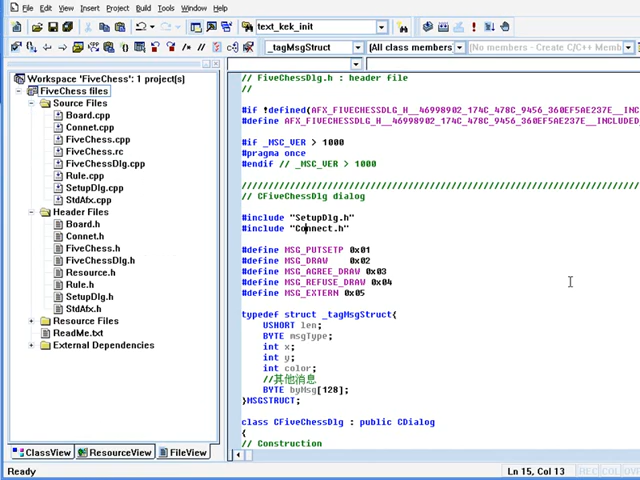 File Edit View Insert Project Build Tools Window Help
text_kek_init
_tagMsgStruct
[All class members]
[No members - Create C/C++ Mem
Workspace 'FiveChess': 1 project[s]
FiveChess files
Source Files
Board.cpp
Connet.cpp
FiveChess.cpp
FiveChess.rc
FiveChessDlg.cpp
Rule.cpp
SetupDlg.cpp
StdAfx.cpp
Header Files
Board.h
Connet.h
FiveChess.h
FiveChessDlg.h
Resource.h
Rule.h
SetupDlg.h
StdAfx.h
Resource Files
ReadMe.txt
External Dependencies
ClassView
ResourceView
FileView
// FiveChessDlg.h : header file
//
#if !defined(AFX_FIVECHESSDLG_H__46998902_174C_478C_9456_360EF5AE237E__INC
#define AFX_FIVECHESSDLG_H__46998902_174C_478C_9456_360EF5AE237E__INCLUDED
#if _MSC_VER > 1000
#pragma once
#endif // _MSC_VER > 1000
/////////////////////////////////////////////////////////////////////////////
// CFiveChessDlg dialog
#include "SetupDlg.h"
#include "Connect.h"
#define MSG_PUTSETP 0x01
#define MSG_DRAW 0x02
#define MSG_AGREE_DRAW 0x03
#define MSG_REFUSE_DRAW 0x04
#define MSG_EXTERN 0x05
typedef struct _tagMsgStruct{
USHORT len;
BYTE msgType;
int x;
int y;
int color;
//其他消息
BYTE byMsg[128];
}MSGSTRUCT;
class CFiveChessDlg : public CDialog
{
// Construction
Ready
Ln 15, Col 13
REC COL OV